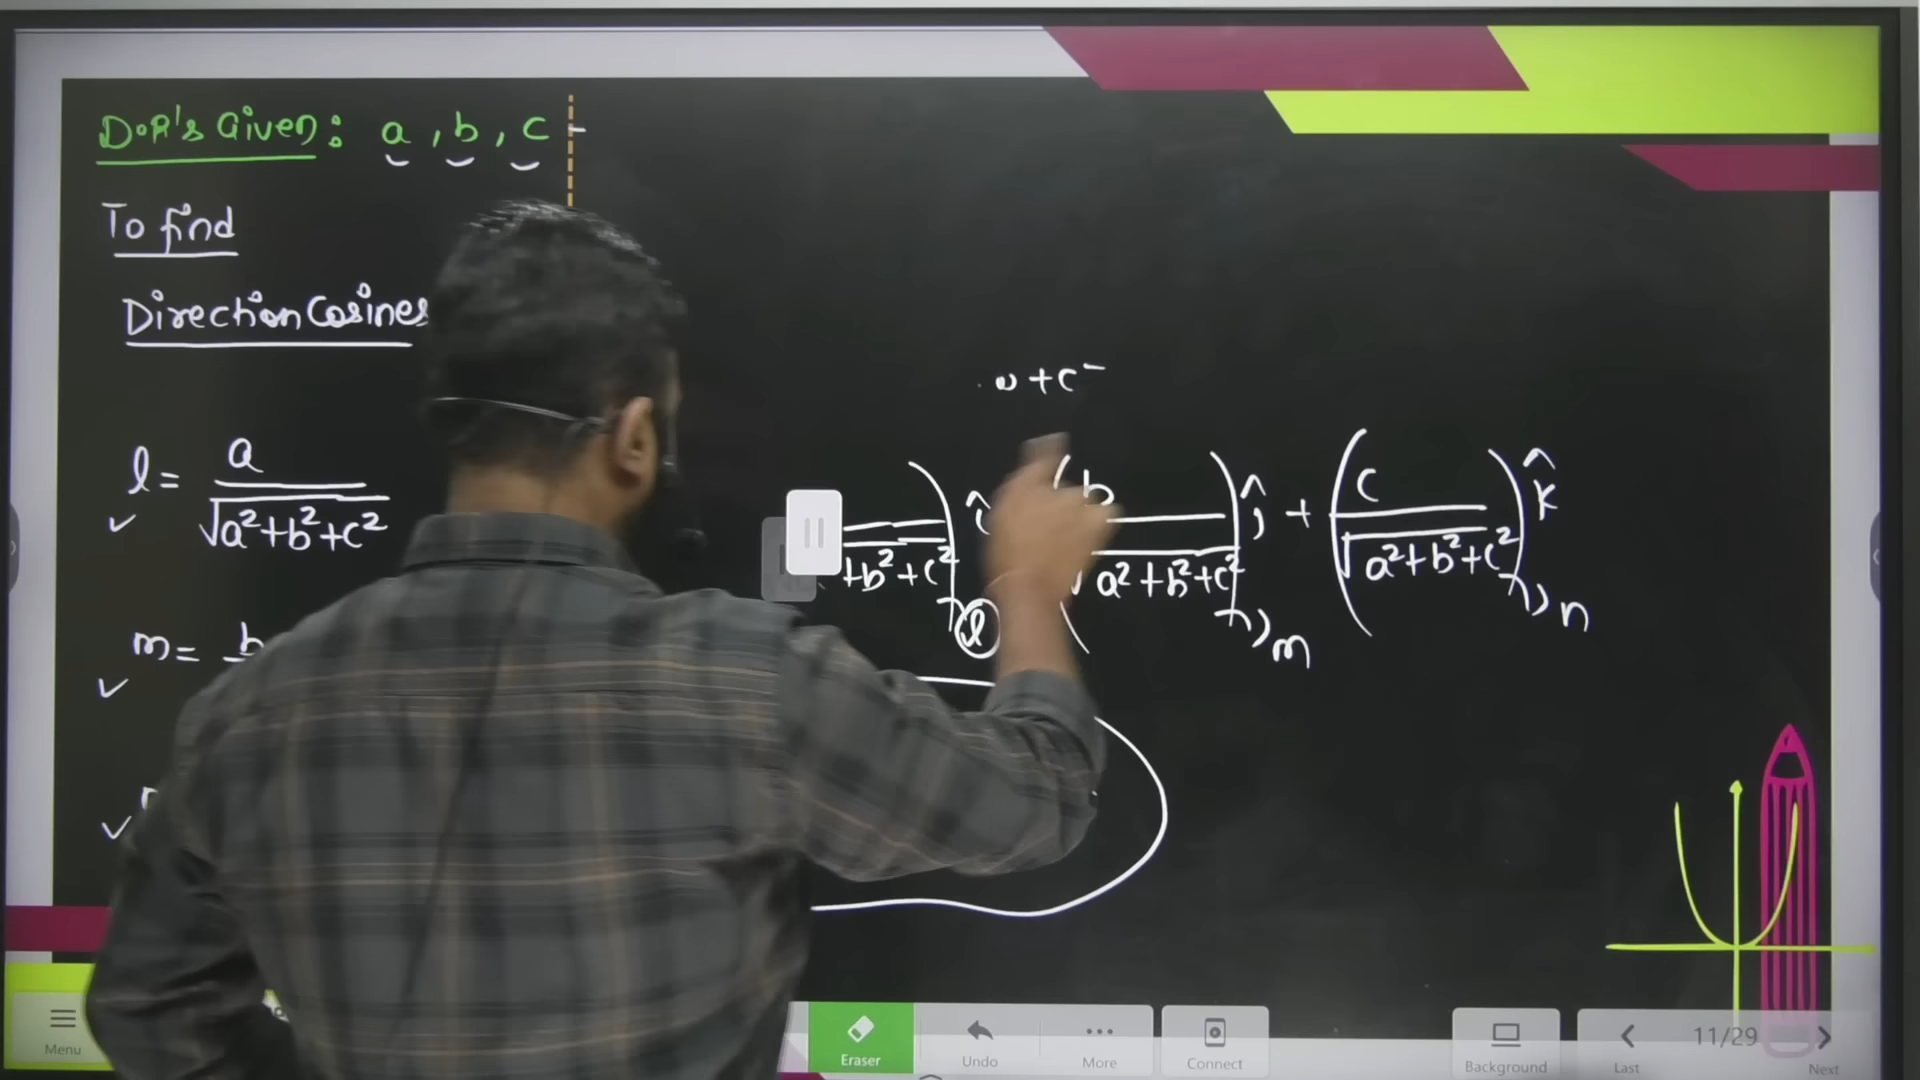 D.R's Given: a, b, c
To find
Direction Cosines
l = a
√a²+b²+c²
+c
b
c
î
ĵ + k̂
+b²+c²
√a²+b²+c²
√a²+b²+c²
l
m
n
m = b
Menu
Eraser
Undo
More
Connect
Background
Last
11/29
Next